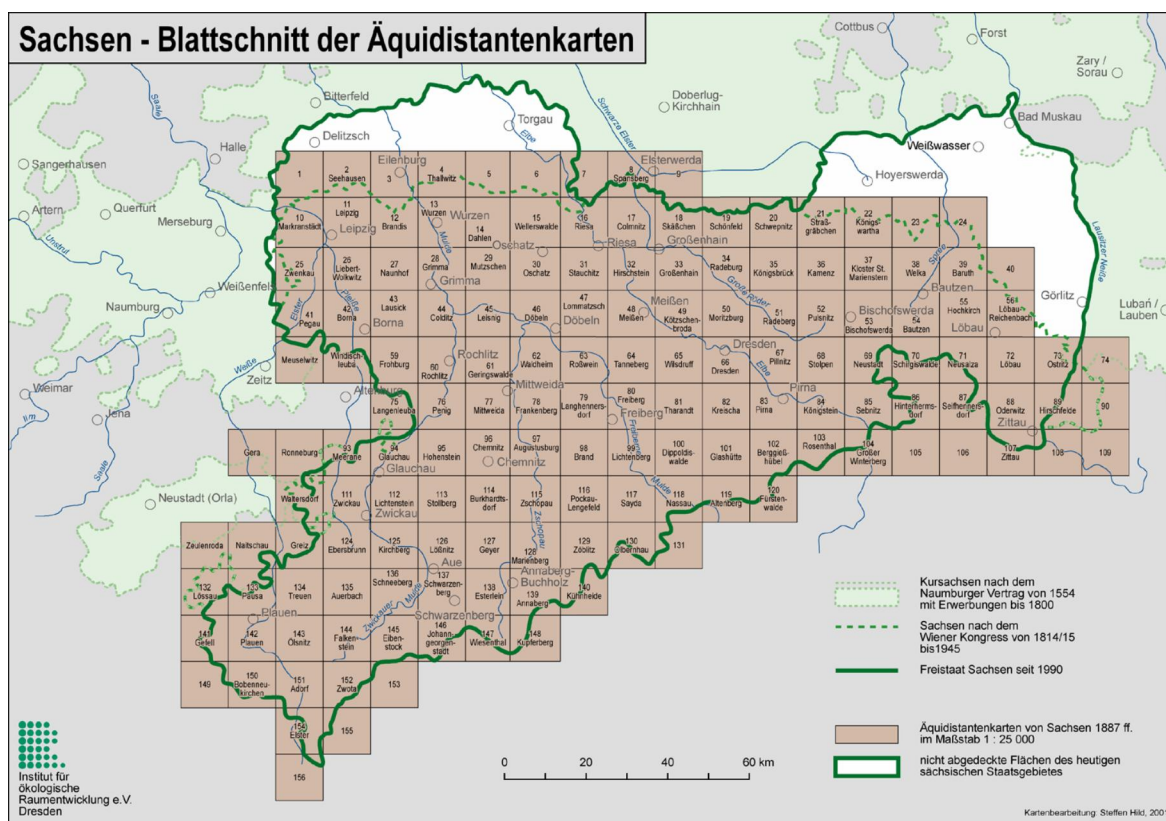 Sachsen - Blattschnitt der Äquidistantenkarten
Cottbus
Forst
Zary /
Sorau
Bitterfeld
Doberlug-
Kirchhain
Saale
Schwarze Elster
Elbe
Torgau
Bad Muskau
Delitzsch
Weißwasser
Halle
Hoyerswerda
Sangerhausen
Eilenburg
Elsterwerda
1
2
Seehausen
3
4
Thallwitz
5
6
7
8
Spansberg
9
Artern
Querfurt
Merseburg
Unstrut
Lausitzer Neiße
10
Markranstädt
11
Leipzig
12
Brandis
13
Wurzen
14
Dahlen
15
Wellerswalde
16
Riesa
17
Colmnitz
18
Skäßchen
19
Schönfeld
20
Schwepnitz
21
Straß-
gräbchen
22
Königs
wartha
23
24
Leipzig
Wurzen
Mulde
Oschatz
Riesa
Großenhain
Spree
25
Zwenkau
26
Liebert-
Wolkwitz
27
Naunhof
28
Grimma
29
Mutzschen
30
Oschatz
31
Stauchitz
32
Hirschstein
33
Großenhain
34
Radeburg
35
Königsbrück
36
Kamenz
37
Kloster St.
Marienstern
38
Welka
39
Baruth
40
Weißenfels
Naumburg
Elster
Pleiße
Grimma
Meißen
Große Röder
Bautzen
Bischofswerda
Görlitz
Lubań /
Lauben
41
Pegau
42
Borna
43
Lausick
44
Colditz
45
Leisnig
46
Döbeln
47
Lommatzsch
48
Meißen
49
Kötzschen-
broda
50
Moritzburg
51
Radeberg
52
Pulsnitz
53
Bischofswerda
54
Bautzen
55
Hochkirch
56
Löbau
Reichenbach
Borna
Döbeln
Löbau
Weiße
Zeitz
Rochlitz
Dresden
Elbe
Meuselwitz
Windisch-
leuba
59
Frohburg
60
Rochlitz
61
Geringswalde
62
Waldheim
63
Roßwein
64
Tanneberg
65
Wilsdruff
66
Dresden
67
Pillnitz
68
Stolpen
69
Neustadt
70
Schirgiswalde
71
Neusalza
72
Löbau
73
Ostritz
74
Weimar
Ilm
Jena
Saale
Altenburg
Mittweida
Freiberg
Pirna
Zittau
75
Langenleuba
76
Penig
77
Mittweida
78
Frankenberg
79
Langhenners-
dorf
80
Freiberg
81
Tharandt
82
Kreischa
83
Pirna
84
Königstein
85
Sebnitz
86
Hinterherms-
dorf
87
Seifhenners-
dorf
88
Oderwitz
89
Hirschfelde
90
Gera
Ronneburg
93
Meerane
94
Glauchau
95
Hohenstein
96
Chemnitz
97
Augustusburg
98
Brand
99
Lichtenberg
100
Dippoldis-
walde
101
Glashütte
102
Berggieß-
hübel
103
Rosenthal
104
Großer
Winterberg
105
106
107
Zittau
108
109
Glauchau
Chemnitz
Freiberger
Mulde
Neustadt (Orla)
Waltersdorf
111
Zwickau
112
Lichtenstein
113
Stollberg
114
Burkhardts-
dorf
115
Zschopau
116
Pockau-
Lengefeld
117
Sayda
118
Nassau
119
Altenberg
120
Fürsten-
walde
Zwickau
Zschopau
Zeulenroda
Naitschau
Greiz
124
Ebersbrunn
125
Kirchberg
126
Lößnitz
127
Geyer
128
Marienberg
129
Zöblitz
130
Olbernhau
131
Aue
Annaberg-
Buchholz
132
Lössau
133
Pausa
134
Treuen
135
Auerbach
136
Schneeberg
137
Schwarzen-
berg
138
Esterlein
139
Annaberg
140
Kühnheide
Plauen
Zwickauer
Mulde
Schwarzenberg
141
Gefell
142
Plauen
143
Ölsnitz
144
Falken-
stein
145
Eiben-
stock
146
Johann-
georgen-
stadt
147
Wiesenthal
148
Kupferberg
149
150
Bobenneu-
kirchen
151
Adorf
152
Zwota
153
154
Elster
155
156
Kursachsen nach dem
Naumburger Vertrag von 1554
mit Erwerbungen bis 1800
Sachsen nach dem
Wiener Kongress von 1814/15
bis1945
Freistaat Sachsen seit 1990
Äquidistantenkarten von Sachsen 1887 ff.
im Maßstab 1 : 25 000
nicht abgedeckte Flächen des heutigen
sächsischen Staatsgebietes
0 20 40 60 km
Institut für
ökologische
Raumentwicklung e.V.
Dresden
Kartenbearbeitung: Steffen Hild, 2001